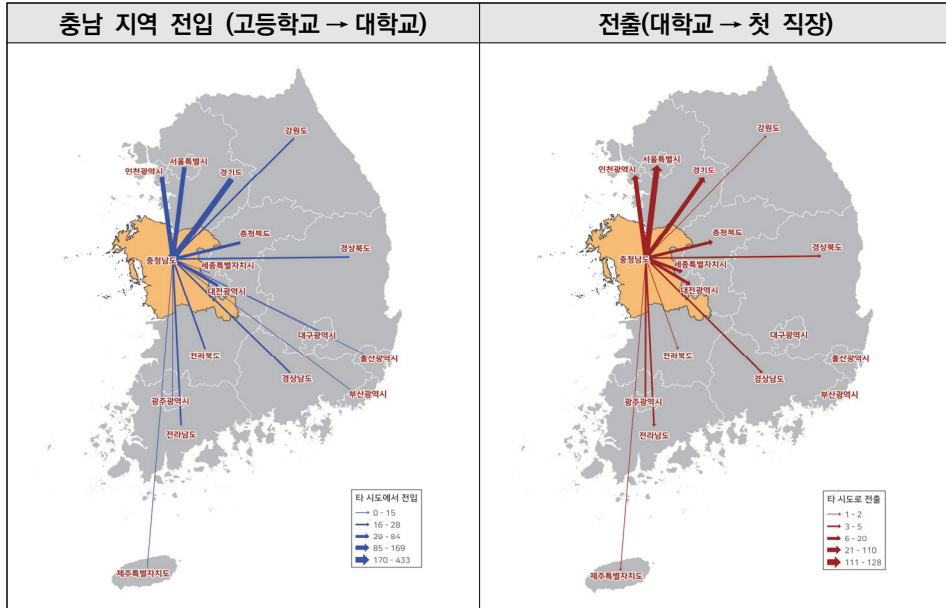 충남 지역 전입 (고등학교 → 대학교)
전출(대학교 → 첫 직장)
강원도
서울특별시
인천광역시
경기도
충청북도
경상북도
충청남도
세종특별자치시
대전광역시
대구광역시
울산광역시
전라북도
경상남도
부산광역시
광주광역시
전라남도
제주특별자치도
타 시도에서 전입
0 - 15
16 - 28
29 - 84
85 - 169
170 - 433
강원도
서울특별시
인천광역시
경기도
충청북도
경상북도
충청남도
세종특별자치시
대전광역시
대구광역시
울산광역시
전라북도
경상남도
부산광역시
광주광역시
전라남도
제주특별자치도
타 시도로 전출
1 - 2
3 - 5
6 - 20
21 - 110
111 - 128